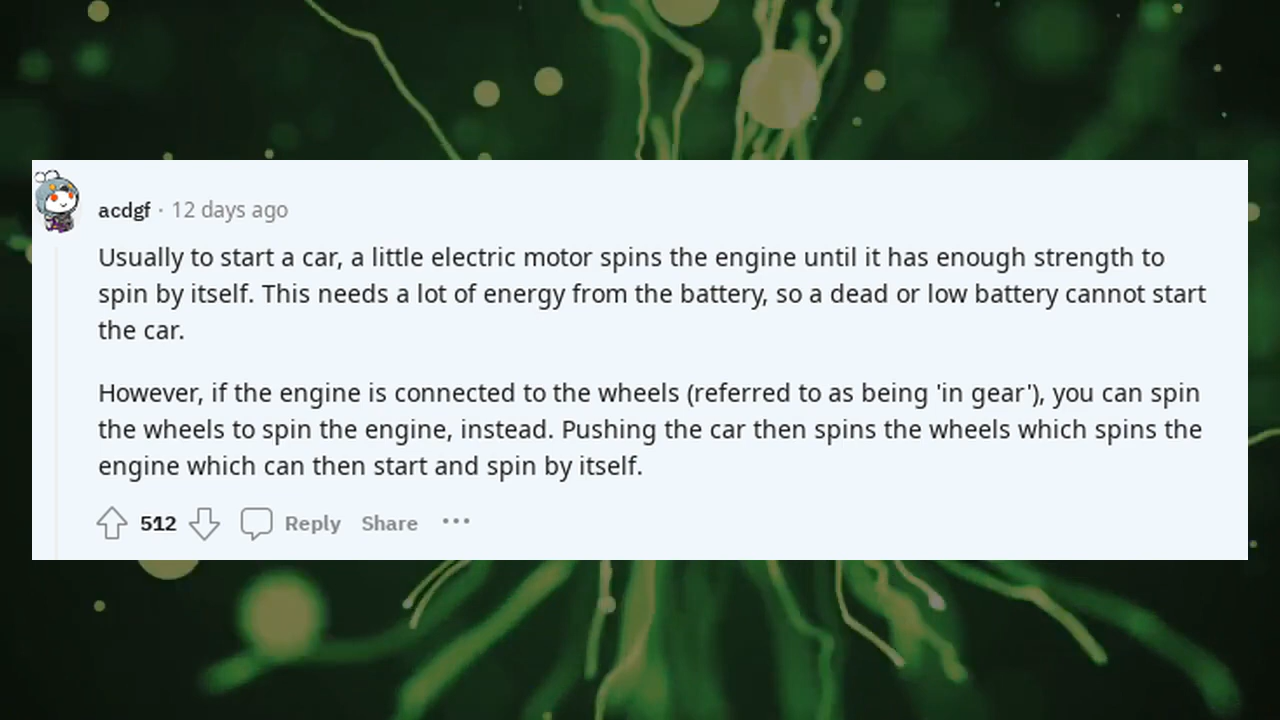 acdgf · 12 days ago
Usually to start a car, a little electric motor spins the engine until it has enough strength to
spin by itself. This needs a lot of energy from the battery, so a dead or low battery cannot start
the car.
However, if the engine is connected to the wheels (referred to as being 'in gear'), you can spin
the wheels to spin the engine, instead. Pushing the car then spins the wheels which spins the
engine which can then start and spin by itself.
512 Reply Share ···